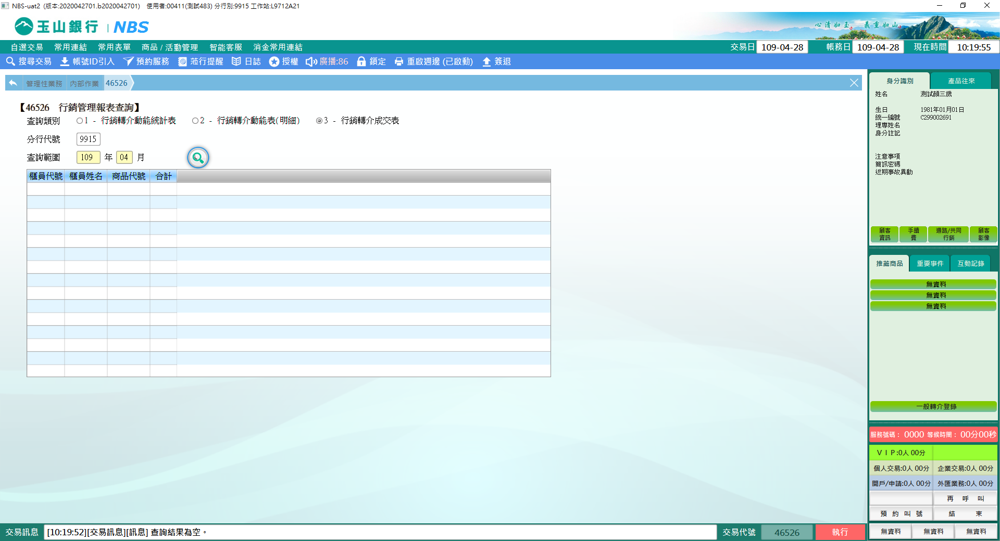 NBS-uat2 (版本:2020042701.b2020042701) 使用者:00411(測試483) 分行別:9915 工作站:L9712A21
玉山銀行 | NBS
心清如玉 義重如山
自選交易 常用連結 常用表單 商品 / 活動管理 智能客服 消金常用連結
交易日 109-04-28 帳務日 109-04-28 現在時間 10:19:55
搜尋交易 帳號ID引入 預約服務 蒞行提醒 日誌 授權 廣播:86 鎖定 重啟週邊 (已啟動) 簽退
管理性業務 內部作業 46526
【46526 行銷管理報表查詢】
查詢類別 1 - 行銷轉介動能統計表 2 - 行銷轉介動能表(明細) 3 - 行銷轉介成交表
分行代號 9915
查詢範圍 109 年 04 月
櫃員代號 櫃員姓名 商品代號 合計
身分識別 產品往來
姓名 測試顏三歲
生日 1981年01月01日
統一編號 C299002691
理專姓名
身分註記
注意事項
簡訊密碼
近期事故異動
顧客資訊 手續費 通路/共同行銷 顧客影像
推薦商品 重要事件 互動記錄
無資料
無資料
無資料
一般轉介登錄
服務號碼： 0000 等候時間： 00分00秒
ＶＩＰ:0人 00分
個人交易:0人 00分 企業交易:0人 00分
開戶/申請:0人 00分 外匯業務:0人 00分
再 呼 叫
預 約 叫 號 結 束
交易訊息 [10:19:52][交易訊息][訊息] 查詢結果為空。
交易代號 46526 執行
無資料 無資料 無資料